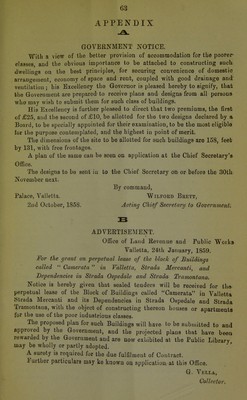 62
APPENDIX
A.
GOVERNMENT NOTICE.
With a view of the better provision of accommodation for the poorer
classes, and the obvious importance to be attached to constructing such
dwellings on the best principles, for securing convenience of domestic
arrangement, economy of space and rent, coupled with good drainage and
ventilation; his Excellency the Governor is pleased hereby to signify, that
the Government are prepared to receive plans and designs from all persons
who may wish to submit them for such class of buildings.
His Excellency is further pleased to direct that two premiums, the first
of £25, and the second of £10, be allotted for the two designs declared by a
Board, to be specially appointed for their examination, to be the most eligible
for the purpose contemplated, and the highest in point of merit.
The dimensions of the site to be allotted for such buildings are 158, feet
by 131, with free frontages.
A plan of the same can be seen on application at the Chief Secretary's
Office.
The designs to be sent in to the Chief Secretary on or before the 30th
November next.
By command,
Palace, Valletta, WILFORD BRETT,
2nd October, 1858. Acting Chief Secretary to Government.
B
ADVERTISEMENT.
Office of Land Revenue and Public Works
Valletta, 24th January, 1859.
For the grant on perpetual lease of the block of Buildings
called "Camerata" in Valletta, Strada Mercanti, and
Dependencies in Strada Ospedale and Strada Tramontana.
Notice is hereby given that sealed tenders will be received for the
perpetual lease of the Block of Buildings called "Camerata" in Valletta
Strada Mercanti and its Dependencies in Strada Ospedale and Strada
Tramontana, with the object of constructing thereon houses or apartments
for the use of the poor industrious classes.
The proposed plan for such Buildings will have to be submitted to and
approved by the Government, and the projected plans that have been
rewarded by the Government and are now exhibited at the Public Library,
may be wholly or partly adopted.
A surety is required for the due fulfilment of Contract.
Further particulars may be known on application at this Office.
G. VELLA,
Collector.